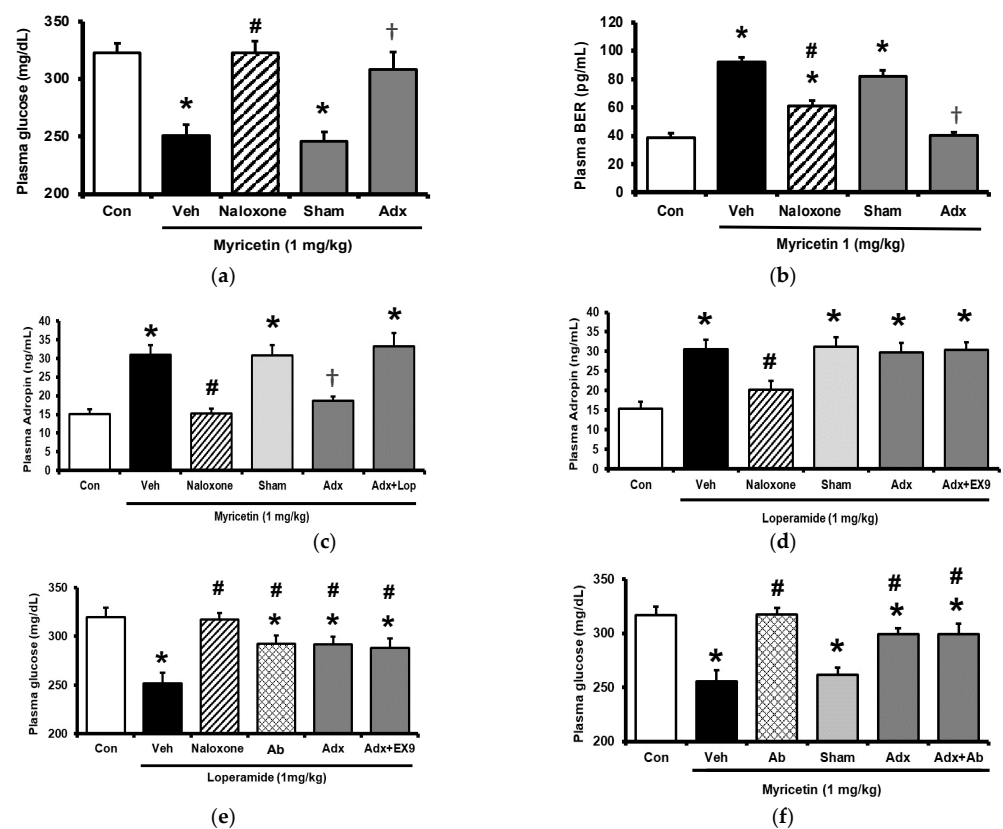 Plasma glucose (mg/dL)
350
300
250
200
*
#
*
†
Con Veh Naloxone Sham Adx
Myricetin (1 mg/kg)
(a)
Plasma BER (pg/mL)
120
100
80
60
40
20
0
*
#
*
*
†
Con Veh Naloxone Sham Adx
Myricetin 1 (mg/kg)
(b)
Plasma Adropin (ng/mL)
40
35
30
25
20
15
10
5
0
*
#
*
†
*
Con Veh Naloxone Sham Adx Adx+Lop
Myricetin (1 mg/kg)
(c)
Plasma Adropin (ng/mL)
40
35
30
25
20
15
10
5
0
*
#
*
*
*
Con Veh Naloxone Sham Adx Adx+EX9
Loperamide (1 mg/kg)
(d)
Plasma glucose (mg/dL)
350
300
250
200
# # # #
* * * *
Con Veh Naloxone Ab Adx Adx+EX9
Loperamide (1mg/kg)
(e)
Plasma glucose (mg/dL)
350
300
250
200
# # #
* * * *
Con Veh Ab Sham Adx Adx+Ab
Myricetin (1 mg/kg)
(f)